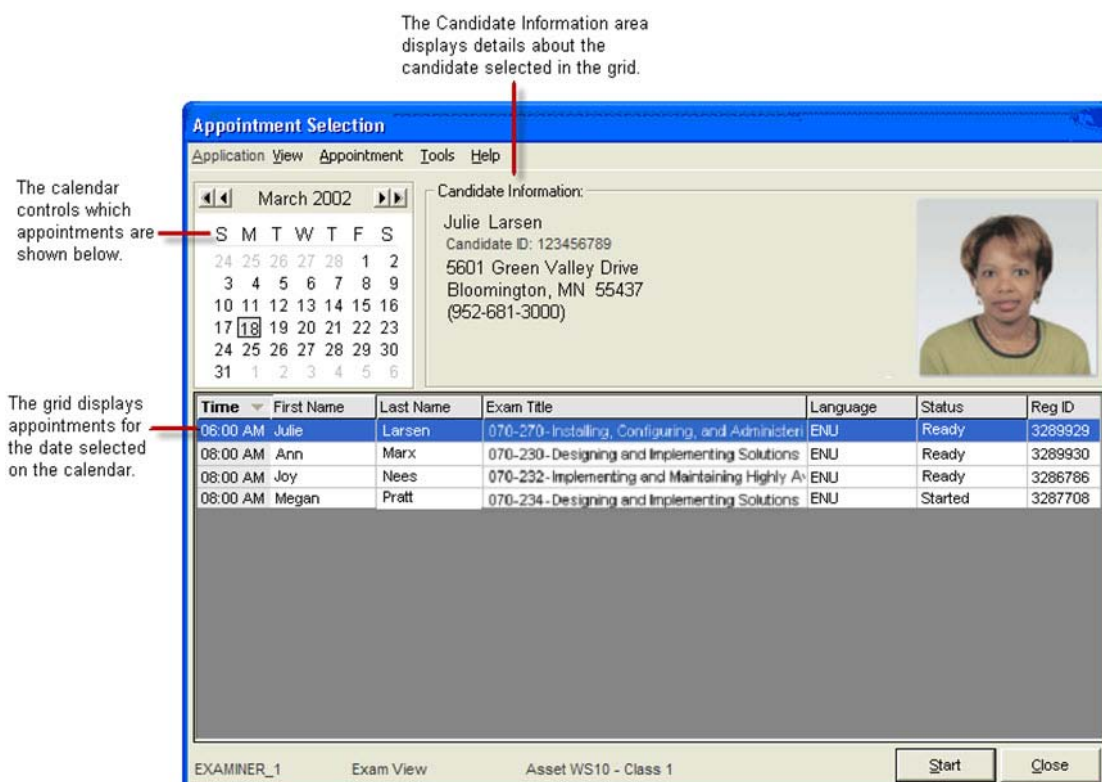 The Candidate Information area
displays details about the
candidate selected in the grid.
Appointment Selection
Application View Appointment Tools Help
The calendar
controls which
appointments are
shown below.
March 2002
S M T W T F S
24 25 26 27 28 1 2
3 4 5 6 7 8 9
10 11 12 13 14 15 16
17 18 19 20 21 22 23
24 25 26 27 28 29 30
31 1 2 3 4 5 6
Candidate Information:
Julie Larsen
Candidate ID: 123456789
5601 Green Valley Drive
Bloomington, MN 55437
(952-681-3000)
The grid displays
appointments for
the date selected
on the calendar.
Time First Name Last Name Exam Title Language Status Reg ID
06:00 AM Julie Larsen 070-270-Installing, Configuring, and Administeri ENU Ready 3289929
08:00 AM Ann Marx 070-230-Designing and Implementing Solutions ENU Ready 3289930
08:00 AM Joy Nees 070-232-Implementing and Maintaining Highly A ENU Ready 3286786
08:00 AM Megan Pratt 070-234-Designing and Implementing Solutions ENU Started 3287708
EXAMINER_1 Exam View Asset WS10 - Class 1 Start Close